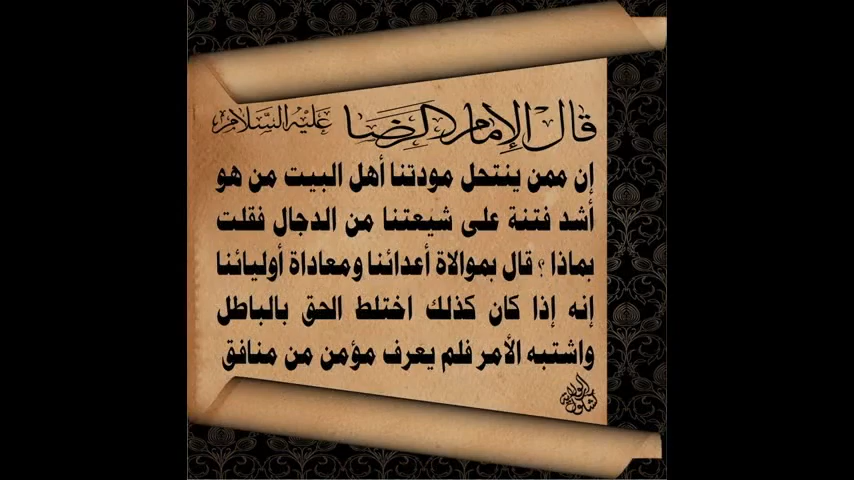 قال الإمام الرضا عليه السلام
إن ممن ينتحل مودتنا أهل البيت من هو
أشد فتنة على شيعتنا من الدجال فقلت
بماذا ؟ قال بموالاة أعدائنا ومعاداة أوليائنا
إنه إذا كان كذلك اختلط الحق بالباطل
واشتبه الأمر فلم يعرف مؤمن من منافق